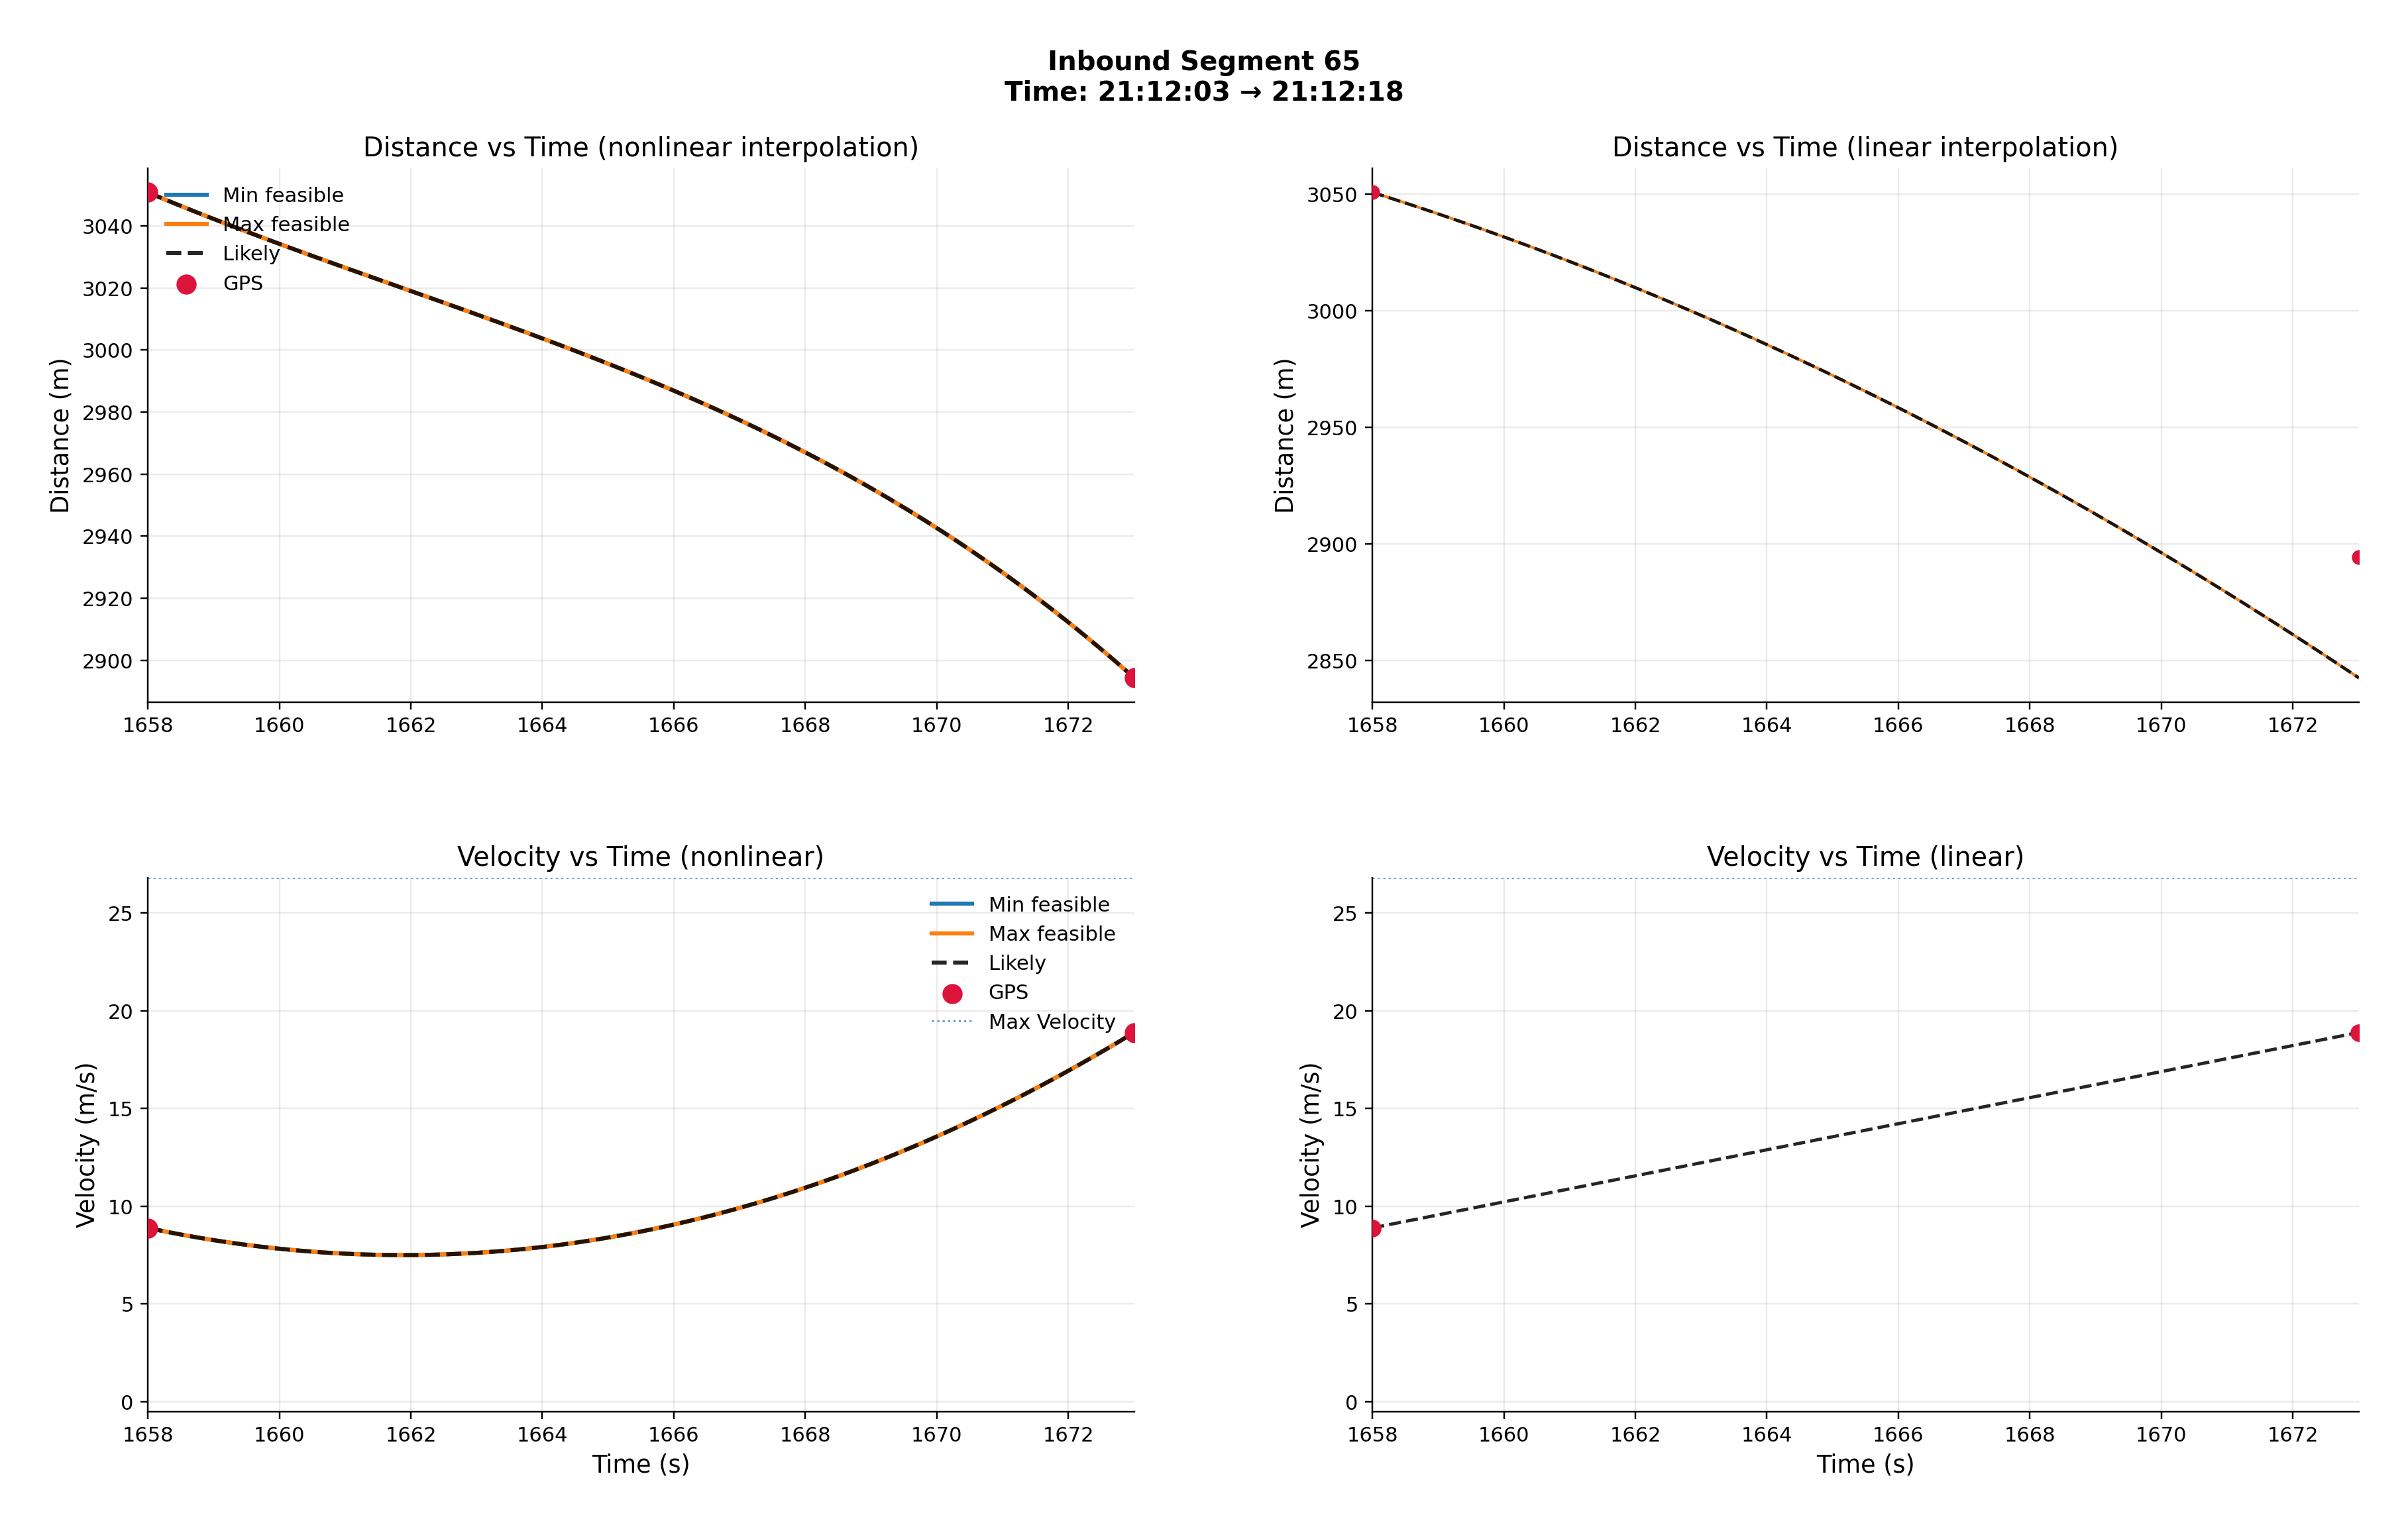 Inbound Segment 65
Time: 21:12:03 → 21:12:18
Distance vs Time (nonlinear interpolation)
Distance (m)
3040
3020
3000
2980
2960
2940
2920
2900
Min feasible
Max feasible
Likely
GPS
1658 1660 1662 1664 1666 1668 1670 1672
Distance vs Time (linear interpolation)
Distance (m)
3050
3000
2950
2900
2850
1658 1660 1662 1664 1666 1668 1670 1672
Velocity vs Time (nonlinear)
Velocity (m/s)
25
20
15
10
5
0
Min feasible
Max feasible
Likely
GPS
Max Velocity
1658 1660 1662 1664 1666 1668 1670 1672
Time (s)
Velocity vs Time (linear)
Velocity (m/s)
25
20
15
10
5
0
1658 1660 1662 1664 1666 1668 1670 1672
Time (s)